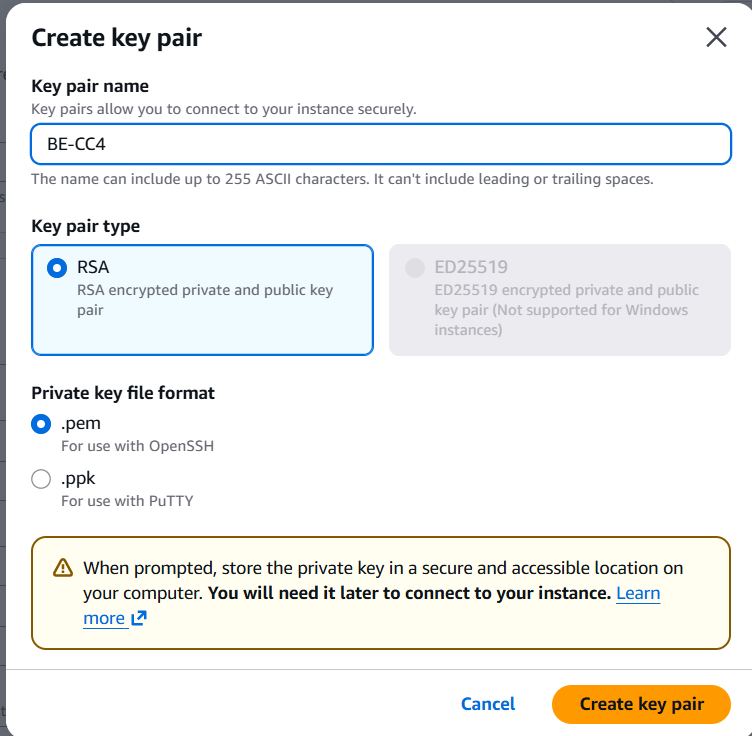 Create key pair
Key pair name
Key pairs allow you to connect to your instance securely.
BE-CC4
The name can include up to 255 ASCII characters. It can't include leading or trailing spaces.
Key pair type
RSA
RSA encrypted private and public key
pair
ED25519
ED25519 encrypted private and public
key pair (Not supported for Windows
instances)
Private key file format
.pem
For use with OpenSSH
.ppk
For use with PuTTY
When prompted, store the private key in a secure and accessible location on
your computer. You will need it later to connect to your instance. Learn
more
Cancel
Create key pair